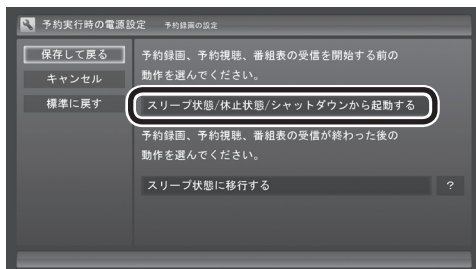 予約実行時の電源設定 予約録画の設定
保存して戻る
キャンセル
標準に戻す
予約録画、予約視聴、番組表の受信を開始する前の
動作を選んでください。
スリープ状態/休止状態/シャットダウンから起動する
予約録画、予約視聴、番組表の受信が終わった後の
動作を選んでください。
スリープ状態に移行する ?